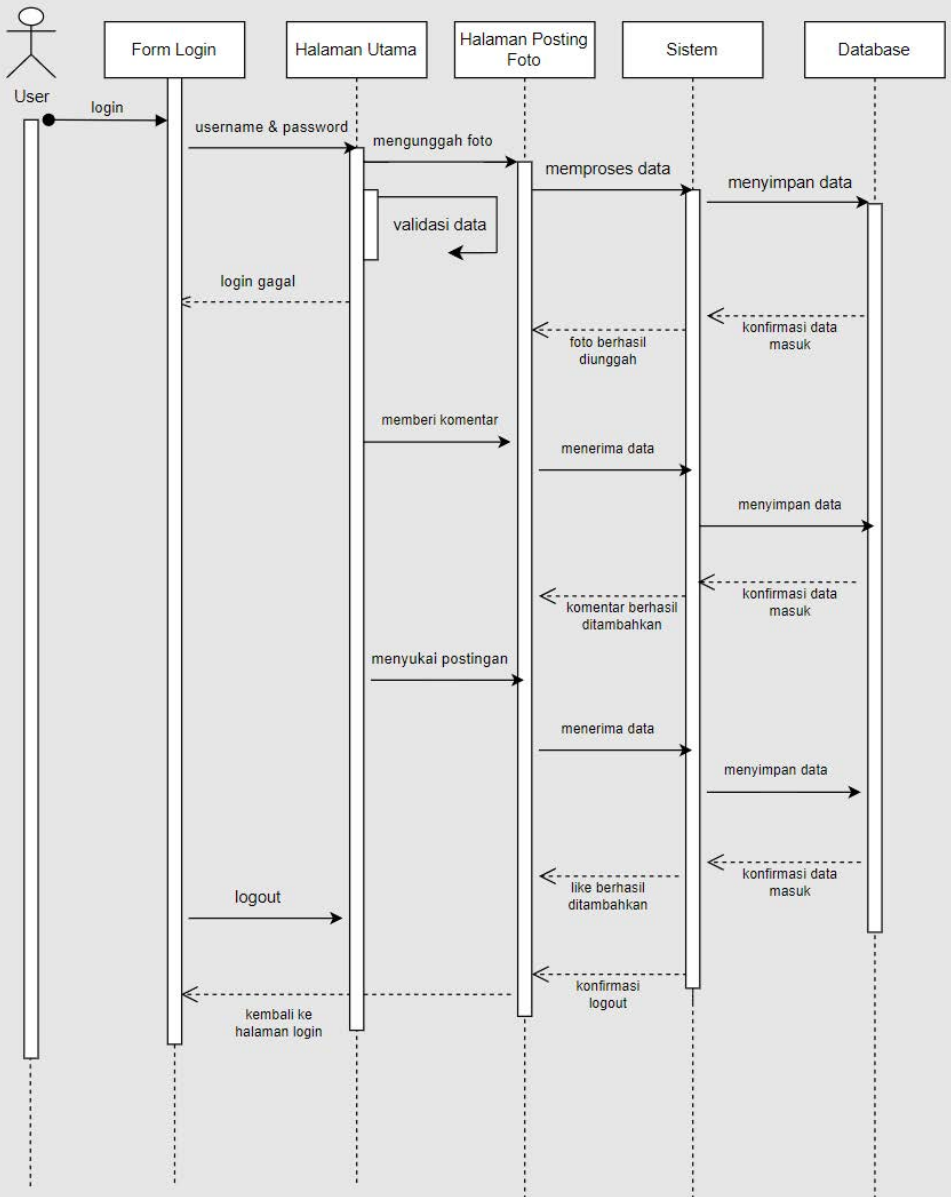 Form Login
Halaman Utama
Halaman Posting
Foto
Sistem
Database
User
login
username & password
mengunggah foto
memproses data
menyimpan data
validasi data
login gagal
konfirmasi data
masuk
foto berhasil
diunggah
memberi komentar
menerima data
menyimpan data
konfirmasi data
masuk
komentar berhasil
ditambahkan
menyukai postingan
menerima data
menyimpan data
konfirmasi data
masuk
like berhasil
ditambahkan
logout
konfirmasi
logout
kembali ke
halaman login